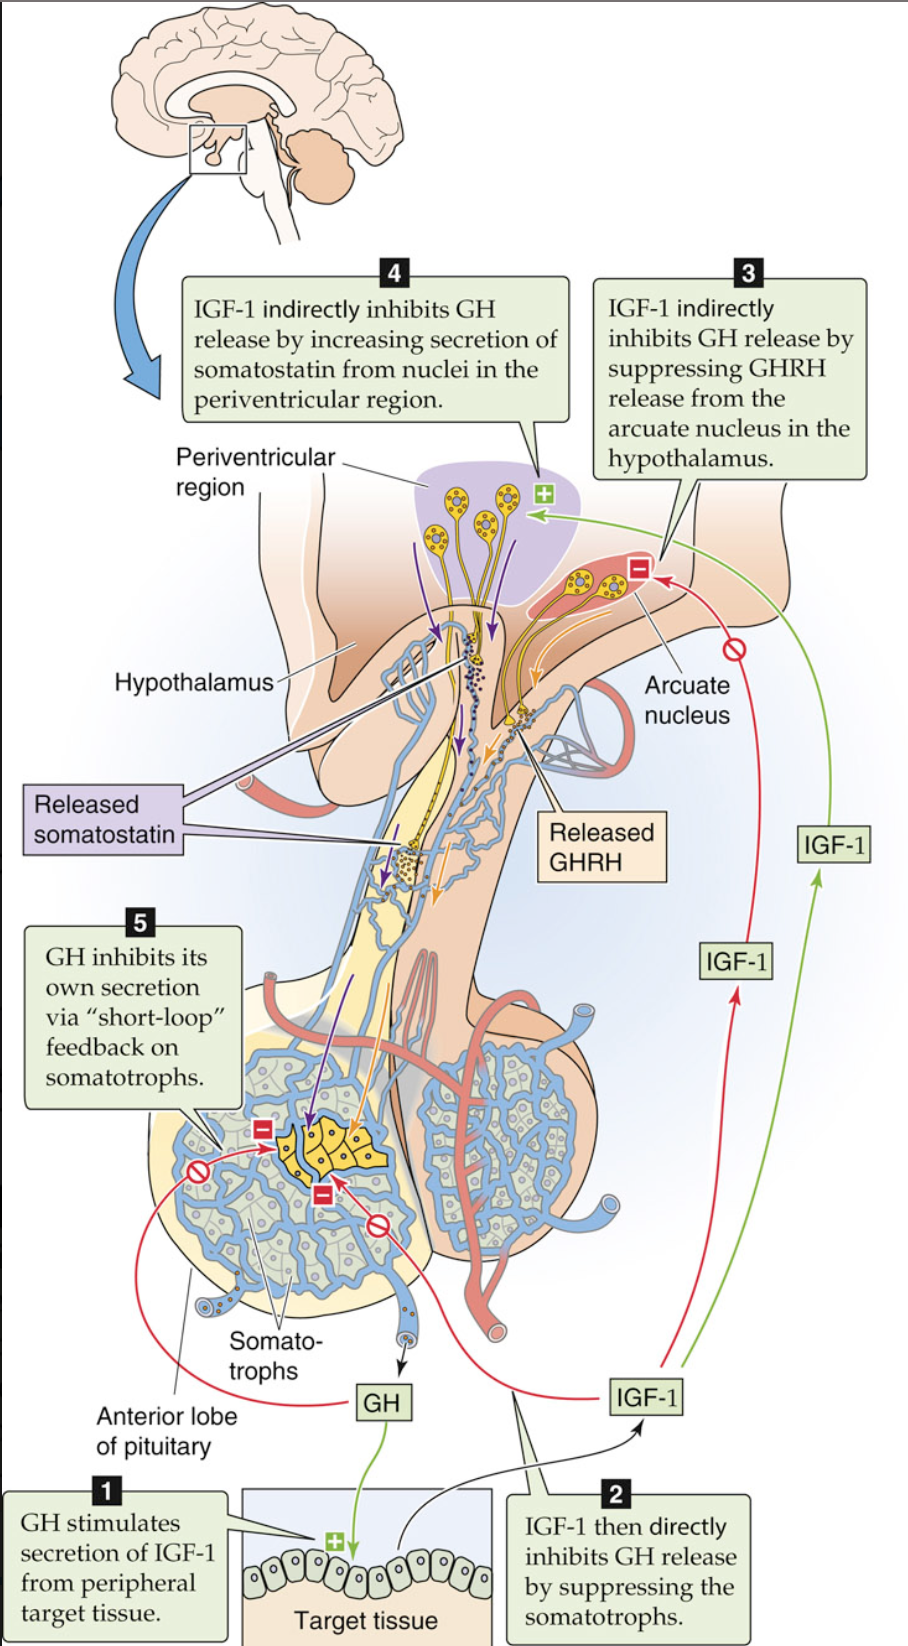 4
IGF-1 indirectly inhibits GH
release by increasing secretion of
somatostatin from nuclei in the
periventricular region.
3
IGF-1 indirectly
inhibits GH release by
suppressing GHRH
release from the
arcuate nucleus in the
hypothalamus.
Periventricular
region
+
−
Hypothalamus
Arcuate
nucleus
Released
somatostatin
Released
GHRH
IGF-1
IGF-1
5
GH inhibits its
own secretion
via “short-loop”
feedback on
somatotrophs.
−
−
Somato-
trophs
Anterior lobe
of pituitary
GH
IGF-1
1
GH stimulates
secretion of IGF-1
from peripheral
target tissue.
+
Target tissue
2
IGF-1 then directly
inhibits GH release
by suppressing the
somatotrophs.